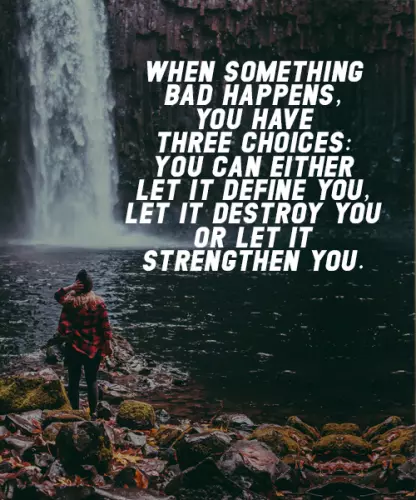 WHEN SOMETHING
BAD HAPPENS,
YOU HAVE
THREE CHOICES:
YOU CAN EITHER
LET IT DEFINE YOU,
LET IT DESTROY YOU
OR LET IT
STRENGTHEN YOU.